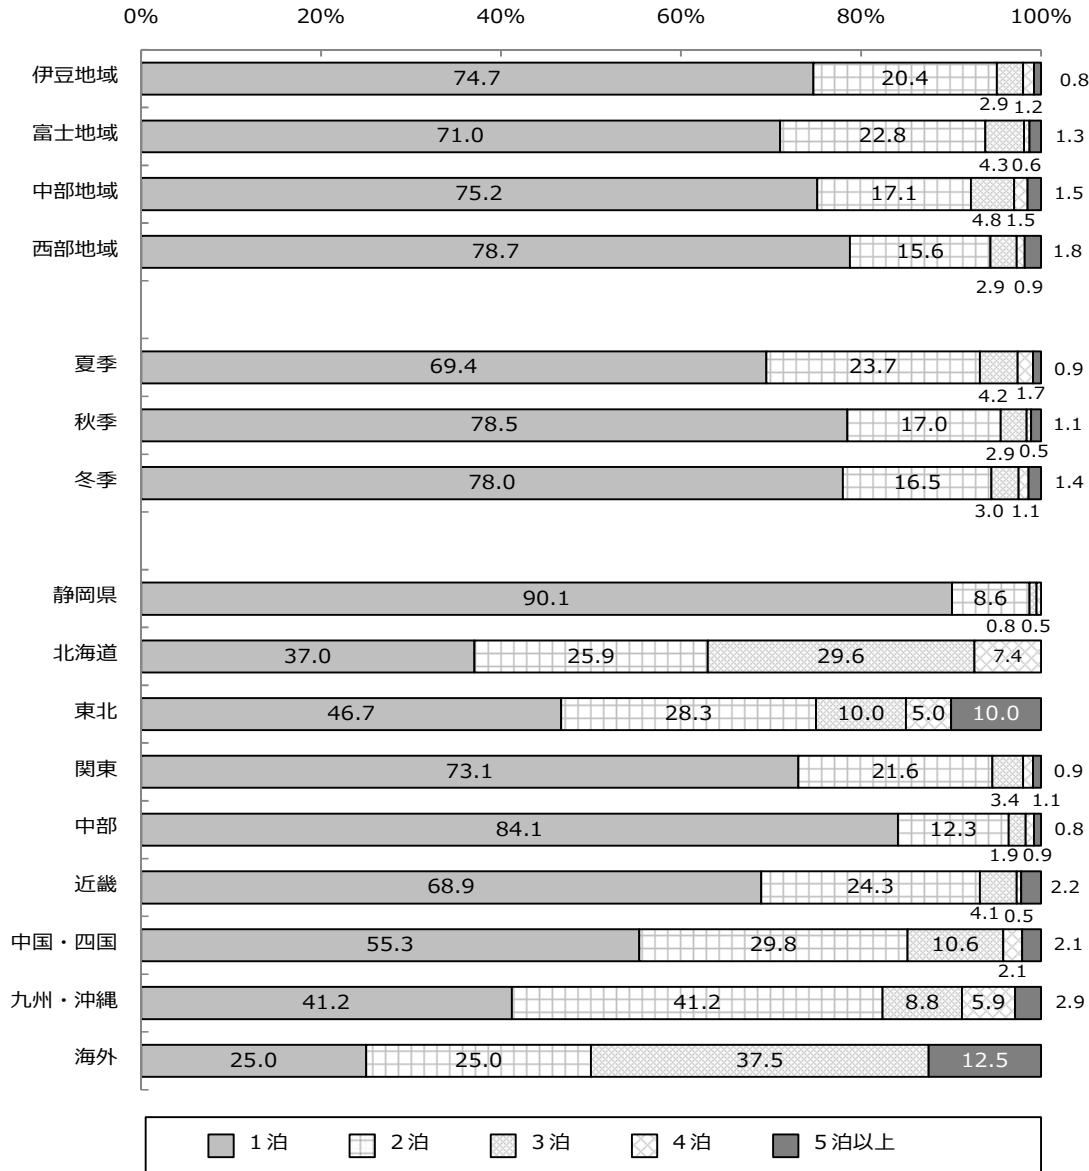 0% 20% 40% 60% 80% 100%
伊豆地域 74.7 20.4 0.8
2.9 1.2
富士地域 71.0 22.8 1.3
4.3 0.6
中部地域 75.2 17.1 1.5
4.8 1.5
西部地域 78.7 15.6 1.8
2.9 0.9
夏季 69.4 23.7 0.9
4.2 1.7
秋季 78.5 17.0 1.1
2.9 0.5
冬季 78.0 16.5 1.4
3.0 1.1
静岡県 90.1 8.6
0.8 0.5
北海道 37.0 25.9 29.6 7.4
東北 46.7 28.3 10.0 5.0 10.0
関東 73.1 21.6 0.9
3.4 1.1
中部 84.1 12.3 0.8
1.9 0.9
近畿 68.9 24.3 2.2
4.1 0.5
中国・四国 55.3 29.8 10.6 2.1
2.1
九州・沖縄 41.2 41.2 8.8 5.9 2.9
海外 25.0 25.0 37.5 12.5
1泊 2泊 3泊 4泊 5泊以上